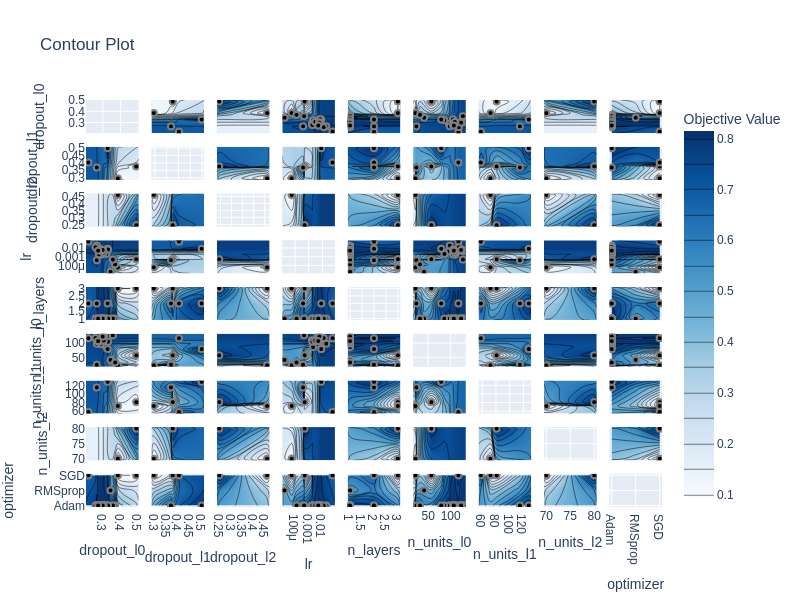 Contour Plot
Objective Value
0.8
0.7
0.6
0.5
0.4
0.3
0.2
0.1
dropout_l0
0.5
0.4
0.3
dropout_l1
0.5
0.45
0.4
0.35
0.3
dropout_l2
0.45
0.4
0.35
0.3
0.25
lr
0.01
0.001
100μ
n_layers
3
2.5
2
1.5
1
n_units_l0
100
50
n_units_l1
120
100
80
60
n_units_l2
80
75
70
optimizer
SGD
RMSprop
Adam
0.3
0.4
0.5
dropout_l0
0.3
0.35
0.4
0.45
0.5
dropout_l1
0.25
0.3
0.35
0.4
0.45
dropout_l2
100μ
0.001
0.01
lr
1
1.5
2
2.5
3
n_layers
50
100
n_units_l0
60
80
100
120
n_units_l1
70
75
80
n_units_l2
Adam
RMSprop
SGD
optimizer